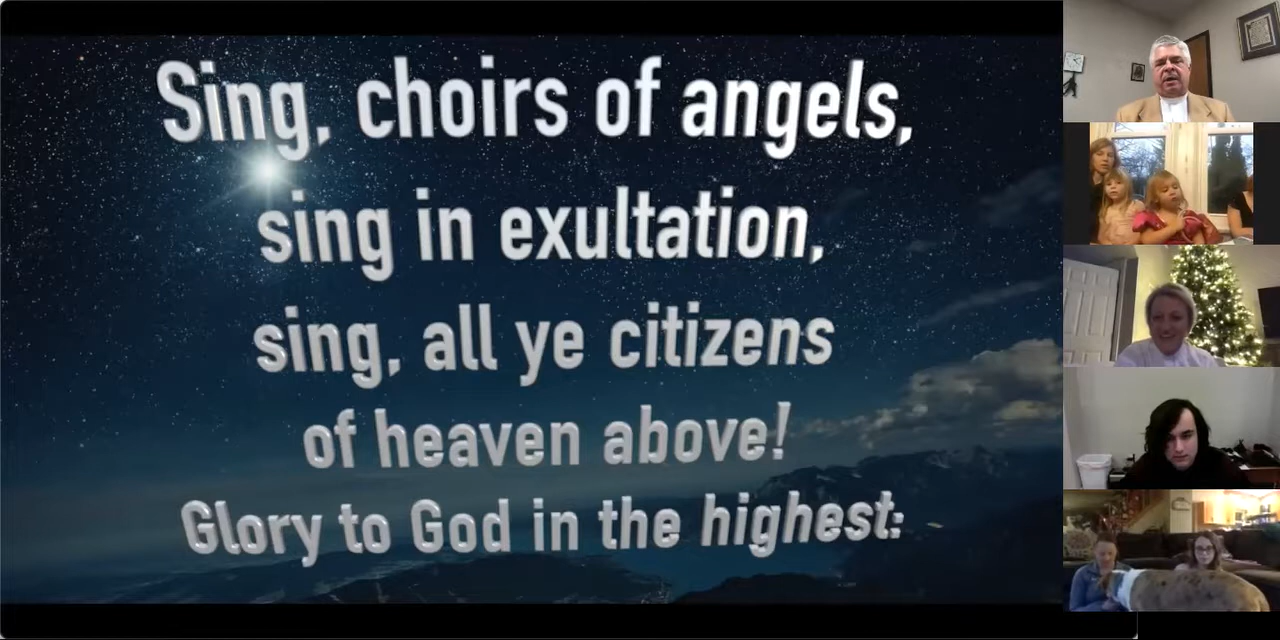 Sing, choirs of angels,
sing in exultation,
sing, all ye citizens
of heaven above!
Glory to God in the highest: